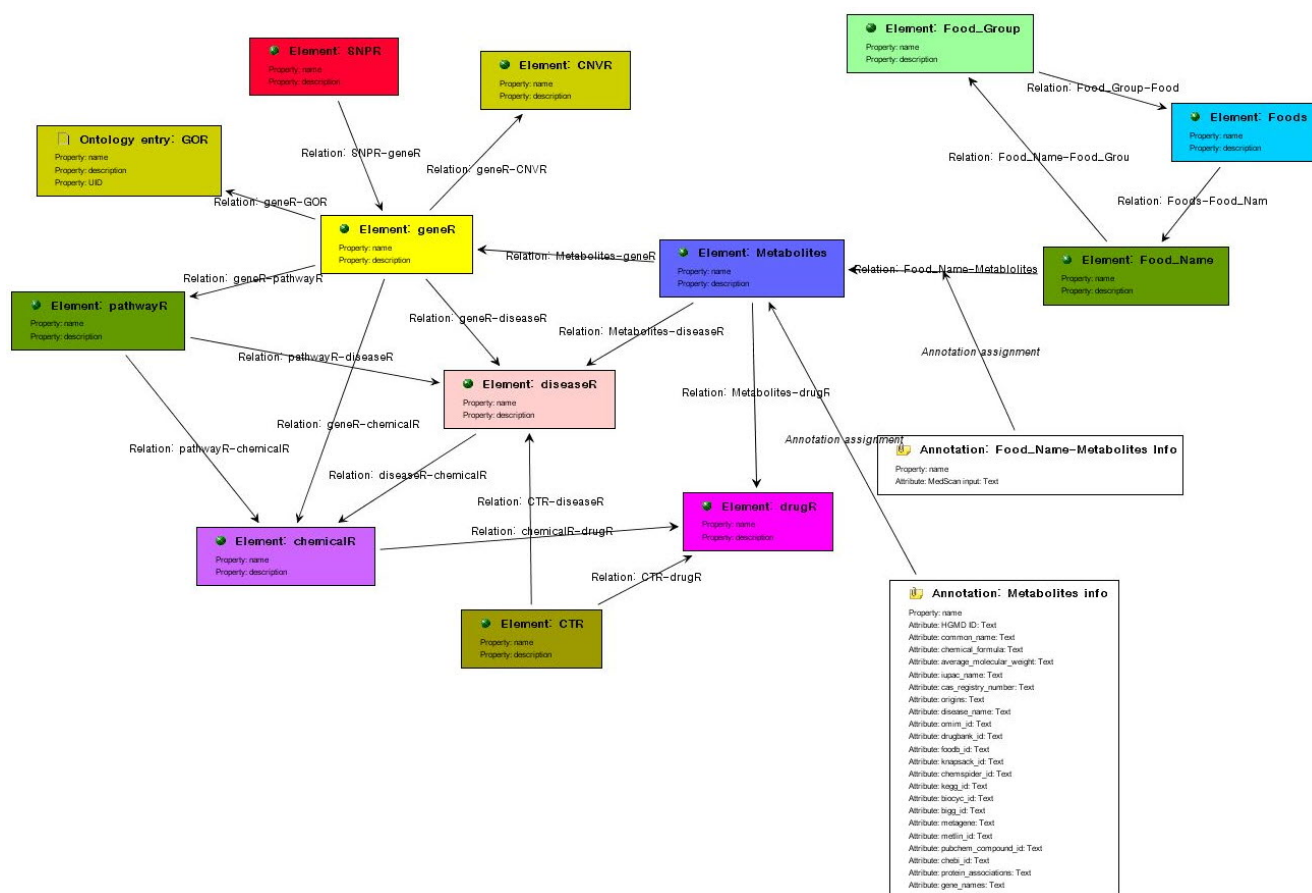 Element: SNPR
Property: name
Property: description
Element: CNVR
Property: name
Property: description
Element: Food_Group
Property: name
Property: description
Relation: Food_Group-Food
Element: Foods
Property: name
Property: description
Ontology entry: GOR
Property: name
Property: description
Property: UID
Relation: SNPR-geneR
Relation: geneR-CNVR
Relation: Food_Name-Food_Grou
Relation: geneR-GOR
Relation: Foods-Food_Nam
Element: geneR
Property: name
Property: description
Relation: Metabolites-geneR
Element: Metabolites
Property: name
Property: description
Relation: Food_Name-Metabolites
Element: Food_Name
Property: name
Property: description
Relation: geneR-pathwayR
Element: pathwayR
Property: name
Property: description
Relation: geneR-diseaseR
Relation: Metabolites-diseaseR
Annotation assignment
Relation: pathwayR-diseaseR
Element: diseaseR
Property: name
Property: description
Relation: Metabolites-drugR
Relation: geneR-chemicalR
Relation: pathwayR-chemicalR
Annotation assignment
Annotation: Food_Name-Metabolites Info
Property: name
Attribute: MedScan input: Text
Relation: diseaseR-chemicalR
Relation: CTR-diseaseR
Element: drugR
Property: name
Property: description
Relation: chemicalR-drugR
Element: chemicalR
Property: name
Property: description
Relation: CTR-drugR
Element: CTR
Property: name
Property: description
Annotation: Metabolites info
Property: name
Attribute: HGMD ID: Text
Attribute: common_name: Text
Attribute: chemical_formula: Text
Attribute: average_molecular_weight: Text
Attribute: iupac_name: Text
Attribute: cas_registry_number: Text
Attribute: origins: Text
Attribute: disease_name: Text
Attribute: omim_id: Text
Attribute: drugbank_id: Text
Attribute: foodb_id: Text
Attribute: knapsack_id: Text
Attribute: chemspider_id: Text
Attribute: kegg_id: Text
Attribute: biocyc_id: Text
Attribute: bigg_id: Text
Attribute: metagene: Text
Attribute: metlin_id: Text
Attribute: pubchem_compound_id: Text
Attribute: chebi_id: Text
Attribute: protein_associations: Text
Attribute: gene_names: Text